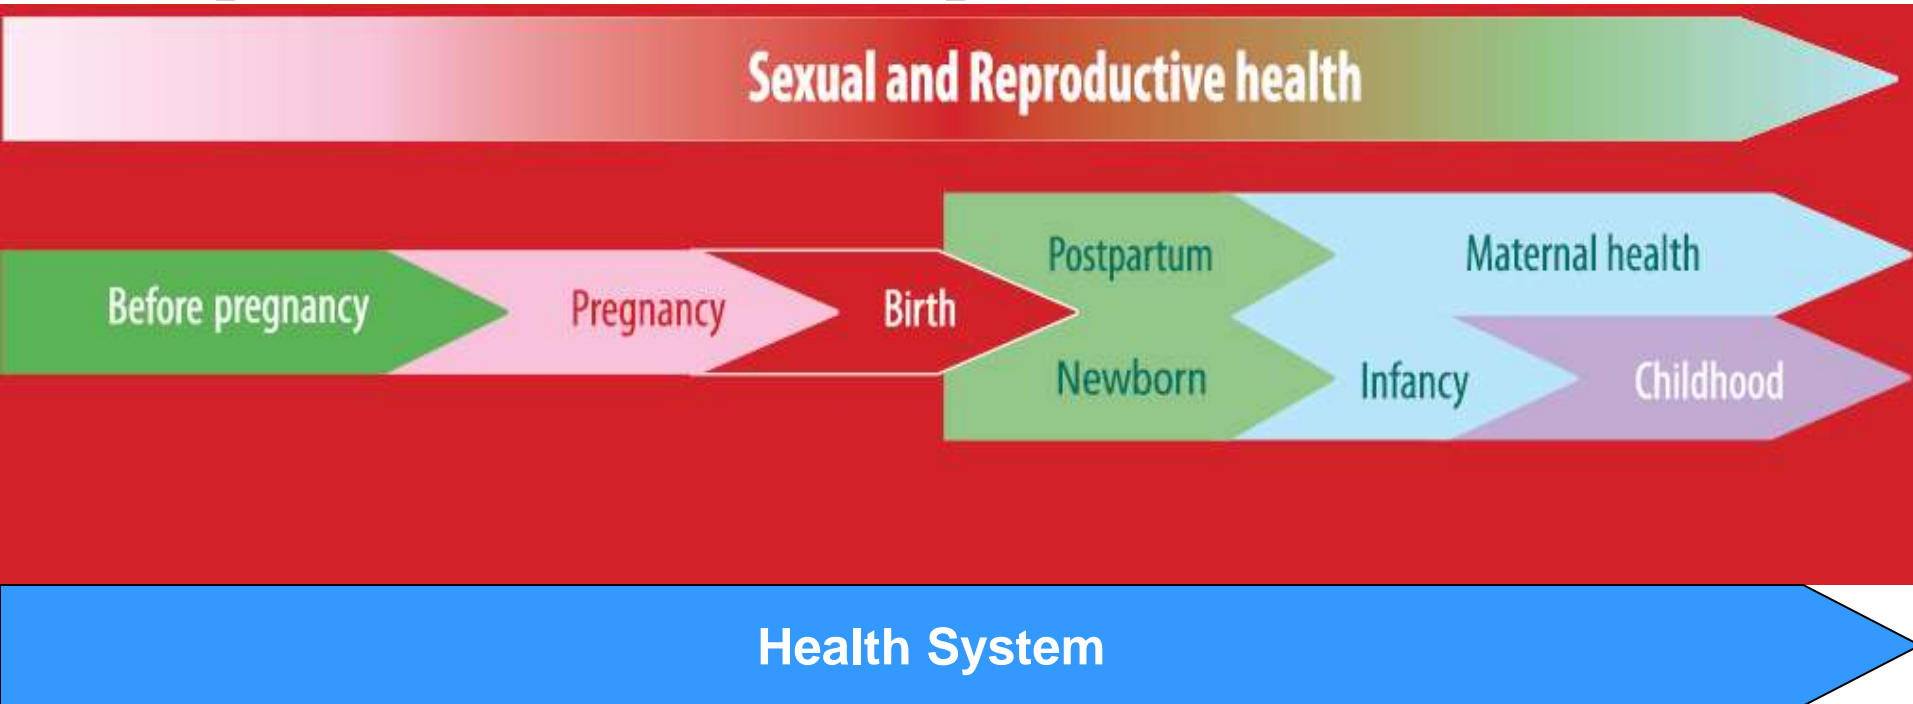 Sexual and Reproductive health
Before pregnancy
Pregnancy
Birth
Postpartum
Maternal health
Newborn
Infancy
Childhood
Health System